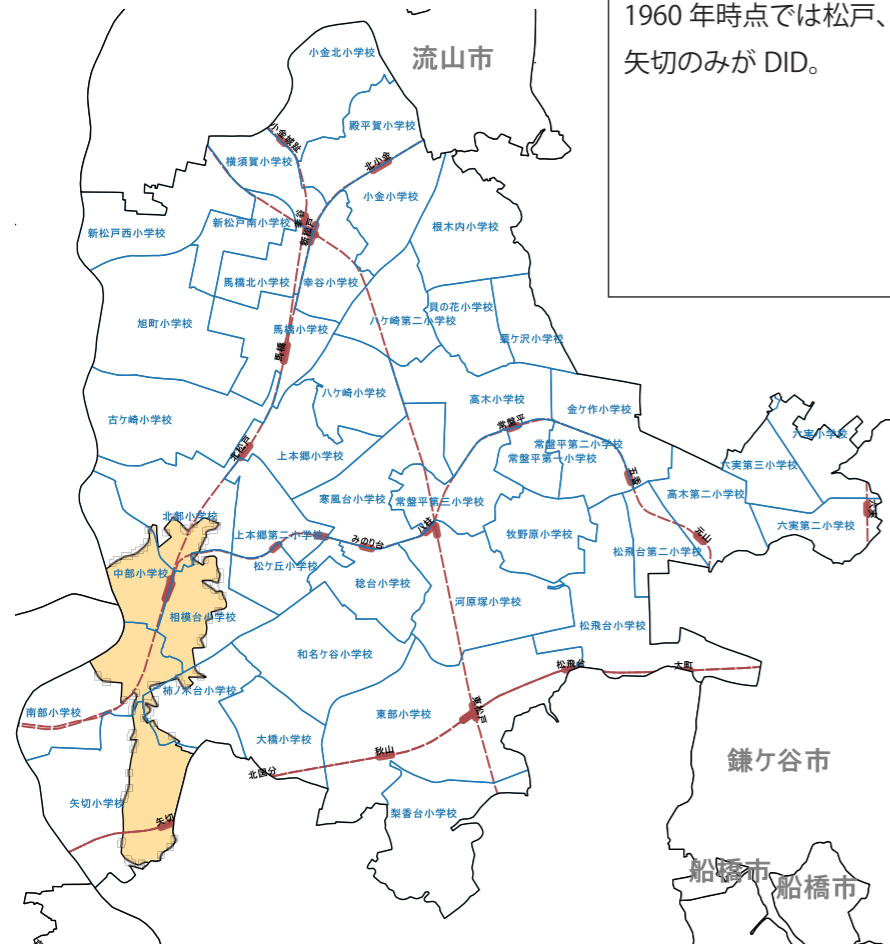 1960 年時点では松戸、
矢切のみが DID。
流山市
小金北小学校
殿平賀小学校
小金城趾
横須賀小学校
北小金
小金小学校
根木内小学校
新松戸西小学校
新松戸南小学校
幸谷
新松戸
馬橋北小学校
幸谷小学校
貝の花小学校
八ケ崎第二小学校
旭町小学校
馬橋小学校
栗ケ沢小学校
馬橋
八ケ崎小学校
高木小学校
金ケ作小学校
古ケ崎小学校
常盤平
六実小学校
常盤平第二小学校
常盤平第一小学校
北松戸
上本郷小学校
五香
六実第三小学校
寒風台小学校
常盤平第三小学校
高木第二小学校
六実
北部小学校
八柱
六実第二小学校
上本郷第二小学校
みのり台
牧野原小学校
元山
松飛台第二小学校
松ケ丘小学校
中部小学校
稔台小学校
河原塚小学校
相模台小学校
松飛台小学校
和名ケ谷小学校
松飛台
大町
柿ノ木台小学校
南部小学校
東部小学校
東松戸
大橋小学校
秋山
北国分
鎌ケ谷市
矢切小学校
矢切
梨香台小学校
船橋市
船橋市